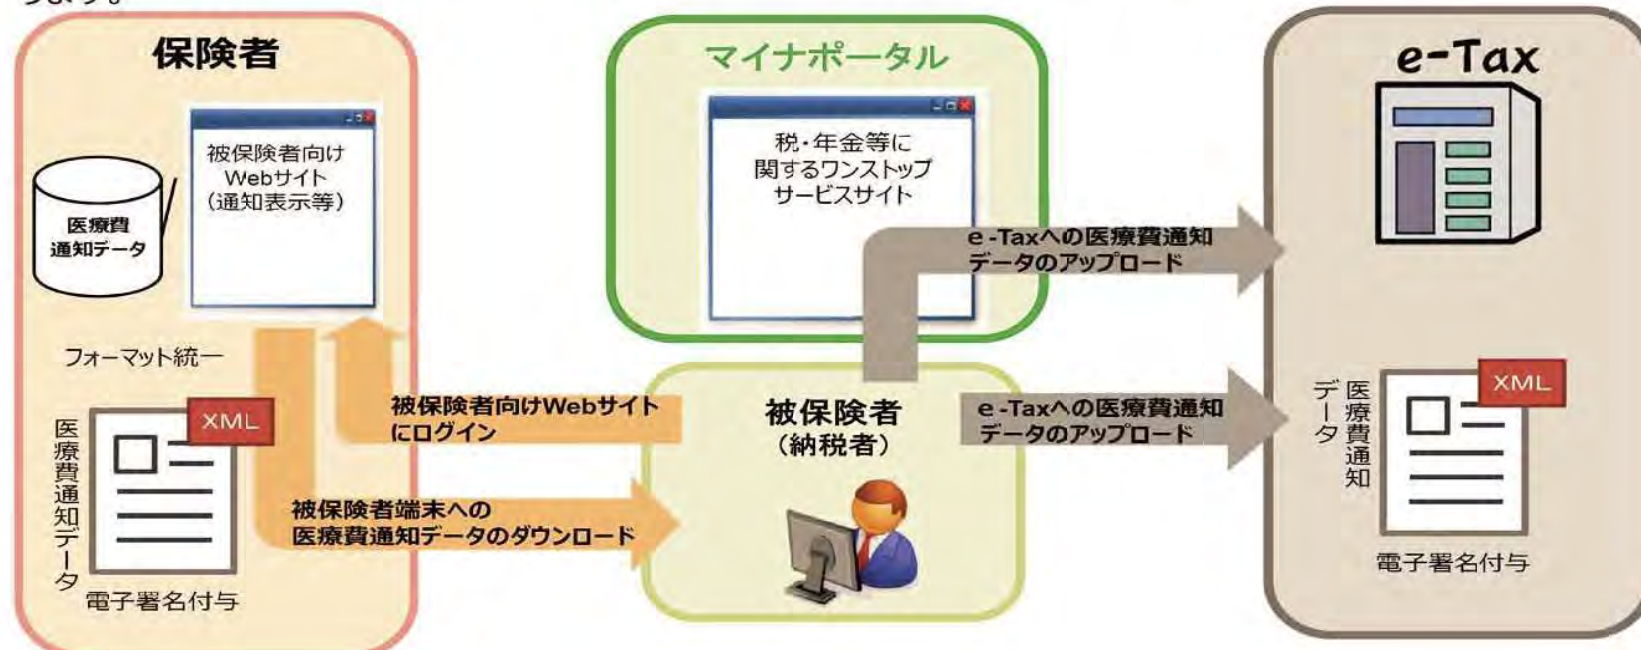 ります。
保険者
被保険者向け
Webサイト
（通知表示等）
医療費
通知データ
フォーマット統一
XML
医療費通知データ
電子署名付与
被保険者向けWebサイト
にログイン
被保険者端末への
医療費通知データのダウンロード
マイナポータル
税・年金等に
関するワンストップ
サービスサイト
e-Taxへの医療費通知
データのアップロード
被保険者
（納税者）
e-Taxへの医療費通知
データのアップロード
e-Tax
XML
医療費通知
データ
電子署名付与